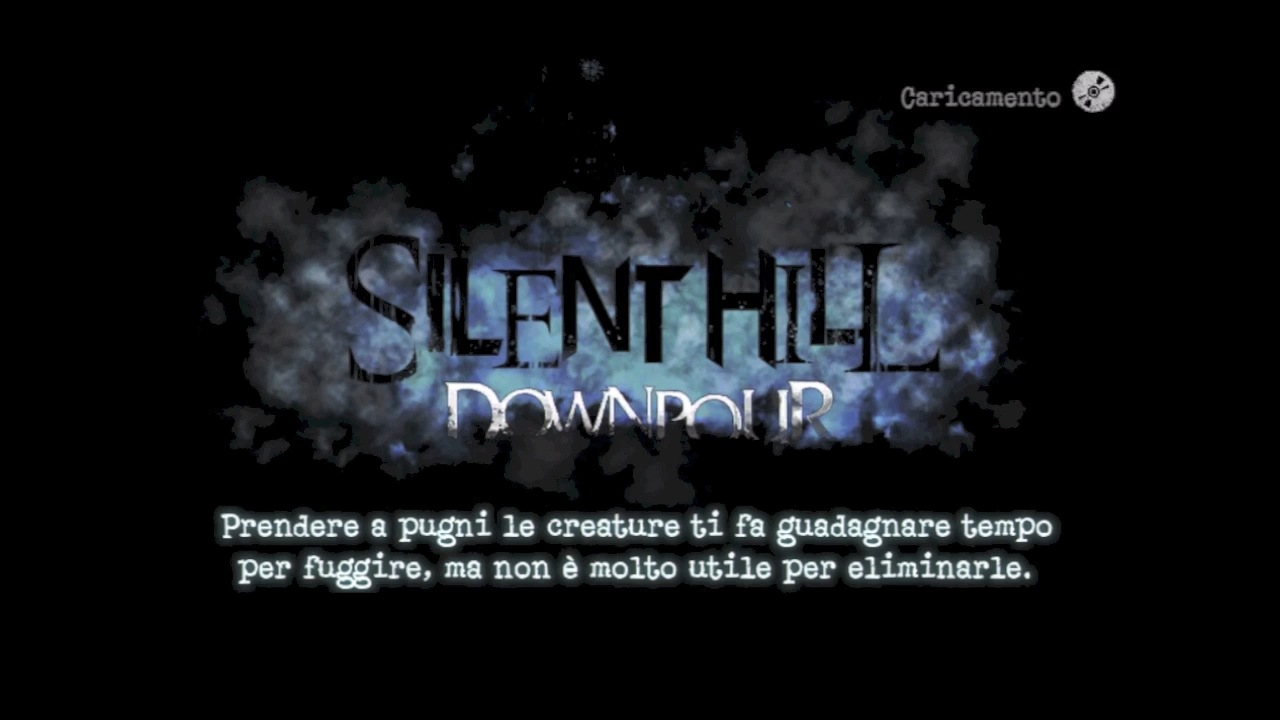 Caricamento
SILENT HILL
DOWNPOUR
Prendere a pugni le creature ti fa guadagnare tempo
per fuggire, ma non è molto utile per eliminarle.